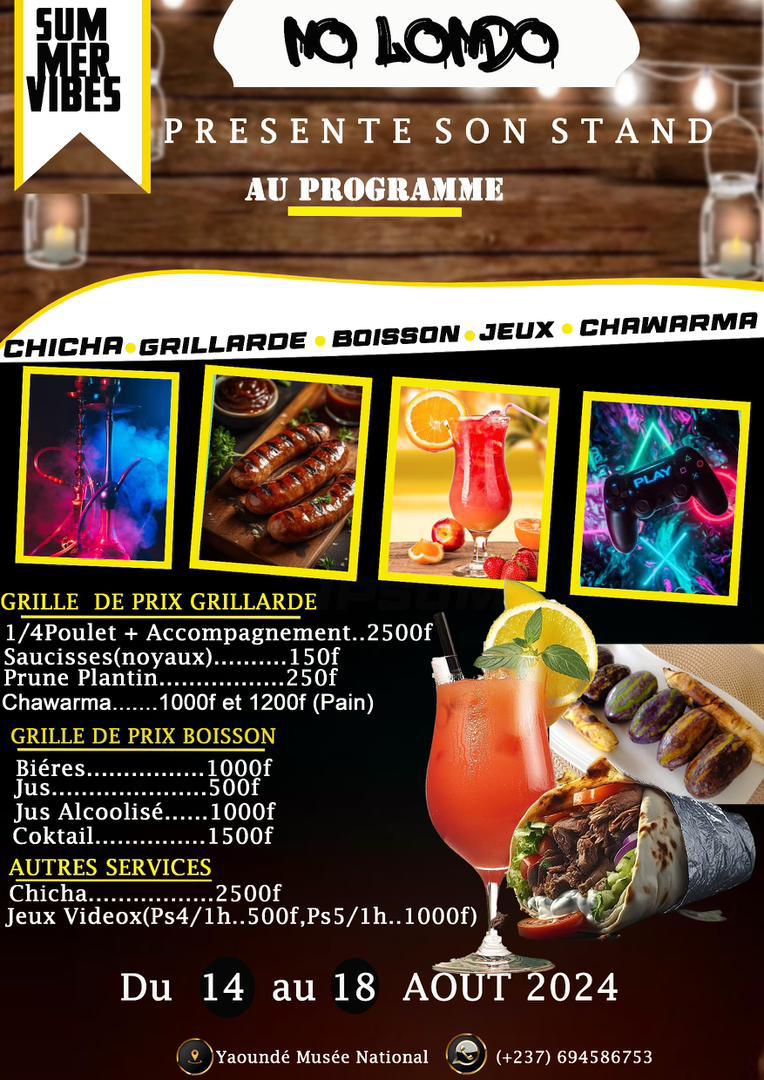 SUM
MER
VIBES
NO LONDO
PRESENTE SON STAND
AU PROGRAMME
CHICHA • GRILLARDE • BOISSON • JEUX • CHAWARMA
PLAY
GRILLE DE PRIX GRILLARDE
1/4Poulet + Accompagnement..2500f
Saucisses(noyaux)..........150f
Prune Plantin.................250f
Chawarma.......1000f et 1200f (Pain)
GRILLE DE PRIX BOISSON
Biéres................1000f
Jus.....................500f
Jus Alcoolisé......1000f
Coktail...............1500f
AUTRES SERVICES
Chicha.................2500f
Jeux Videox(Ps4/1h..500f,Ps5/1h..1000f)
Du 14 au 18 AOUT 2024
Yaoundé Musée National (+237) 694586753